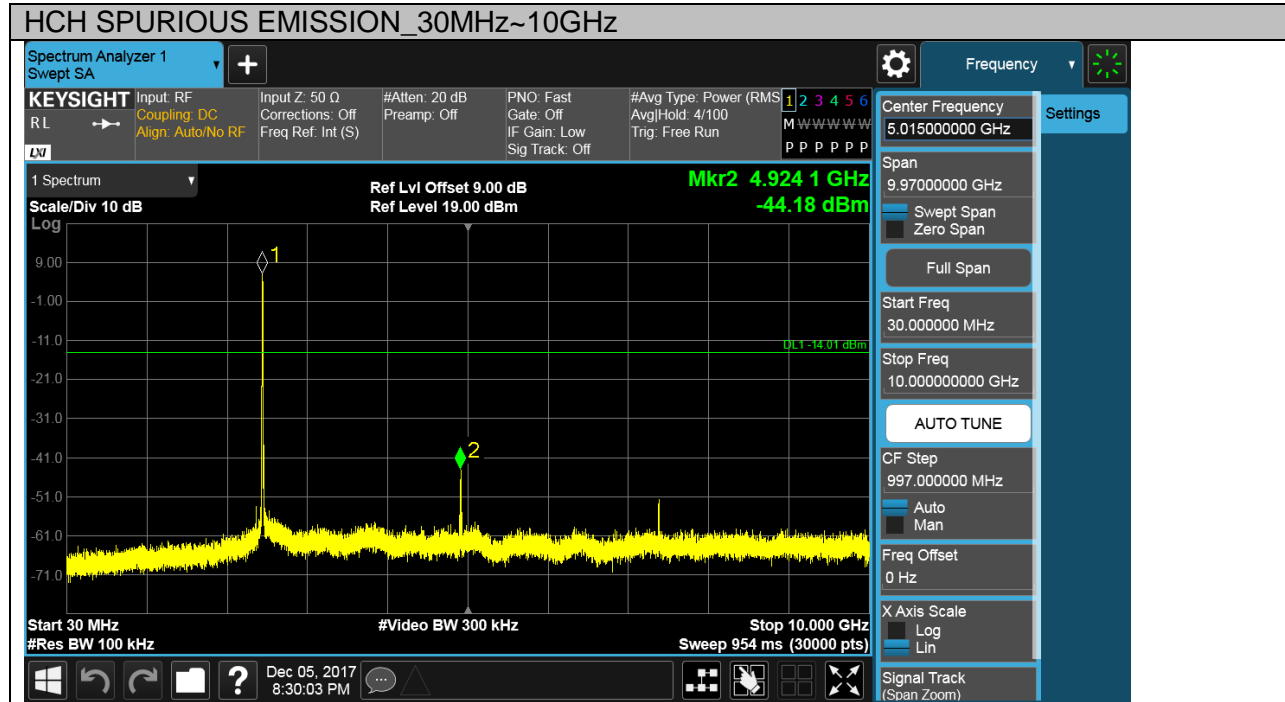 HCH SPURIOUS EMISSION_30MHz~10GHz
Spectrum Analyzer 1
Swept SA
+
Frequency
KEYSIGHT
RL
LXI
Input: RF
Coupling: DC
Align: Auto/No RF
Input Z: 50 Ω
Corrections: Off
Freq Ref: Int (S)
#Atten: 20 dB
Preamp: Off
PNO: Fast
Gate: Off
IF Gain: Low
Sig Track: Off
#Avg Type: Power (RMS
Avg|Hold: 4/100
Trig: Free Run
1 2 3 4 5 6
M W W W W W
P P P P P P
1 Spectrum
Scale/Div 10 dB
Log
Ref Lvl Offset 9.00 dB
Ref Level 19.00 dBm
Mkr2 4.924 1 GHz
-44.18 dBm
1
9.00
-1.00
-11.0
DL1 -14.01 dBm
-21.0
-31.0
2
-41.0
-51.0
-61.0
-71.0
Start 30 MHz
#Res BW 100 kHz
#Video BW 300 kHz
Stop 10.000 GHz
Sweep 954 ms (30000 pts)
?
Dec 05, 2017
8:30:03 PM
Center Frequency
5.015000000 GHz
Settings
Span
9.97000000 GHz
Swept Span
Zero Span
Full Span
Start Freq
30.000000 MHz
Stop Freq
10.000000000 GHz
AUTO TUNE
CF Step
997.000000 MHz
Auto
Man
Freq Offset
0 Hz
X Axis Scale
Log
Lin
Signal Track
(Span Zoom)